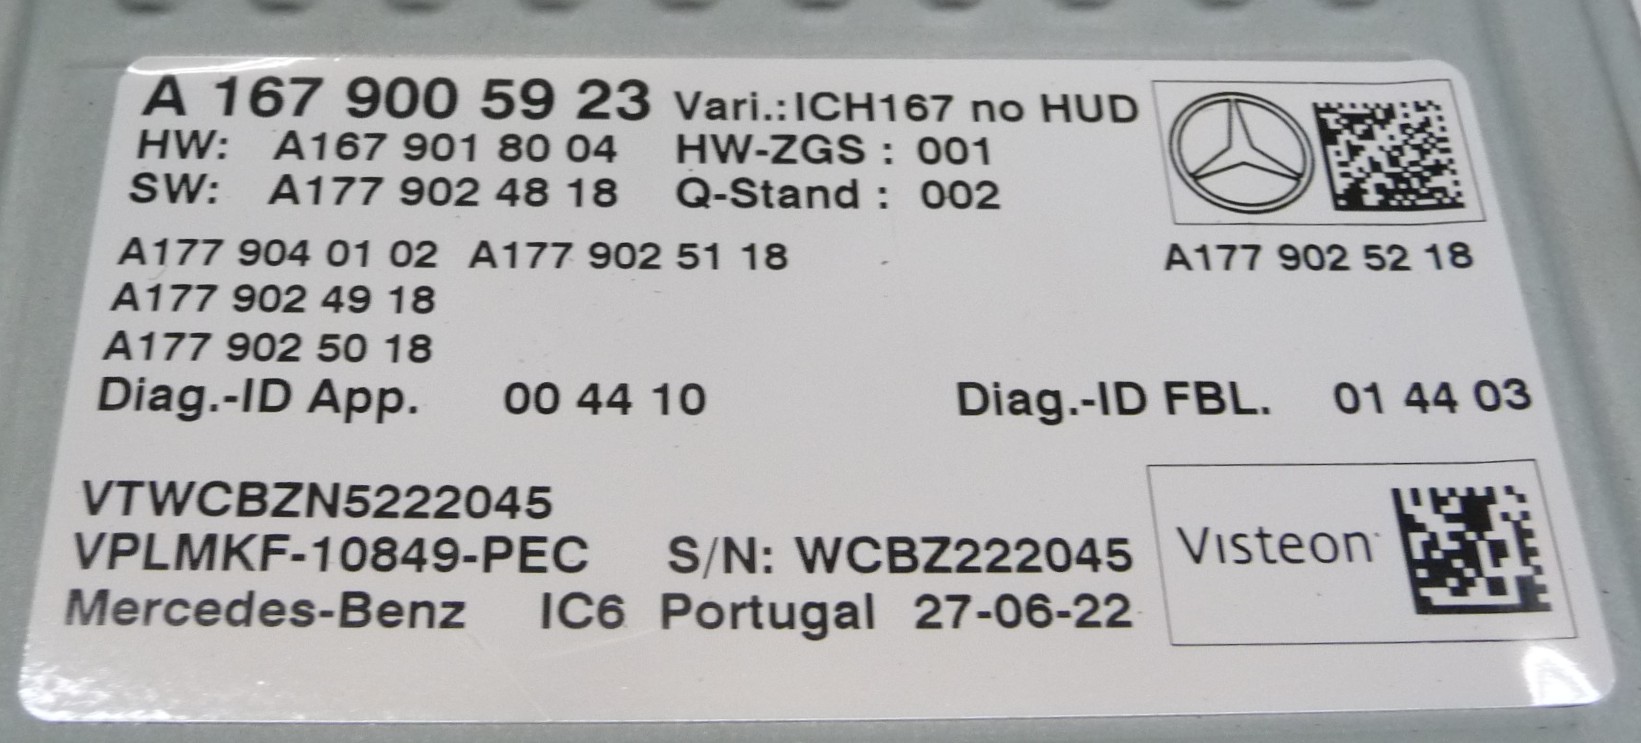 A 167 900 59 23 Vari.: ICH167 no HUD
HW: A167 901 80 04 HW-ZGS : 001
SW: A177 902 48 18 Q-Stand : 002
A177 904 01 02 A177 902 51 18 A177 902 52 18
A177 902 49 18
A177 902 50 18
Diag.-ID App. 00 44 10 Diag.-ID FBL. 01 44 03
VTWCBZN5222045
VPLMKF-10849-PEC S/N: WCBZ222045
Visteon
Mercedes-Benz IC6 Portugal 27-06-22